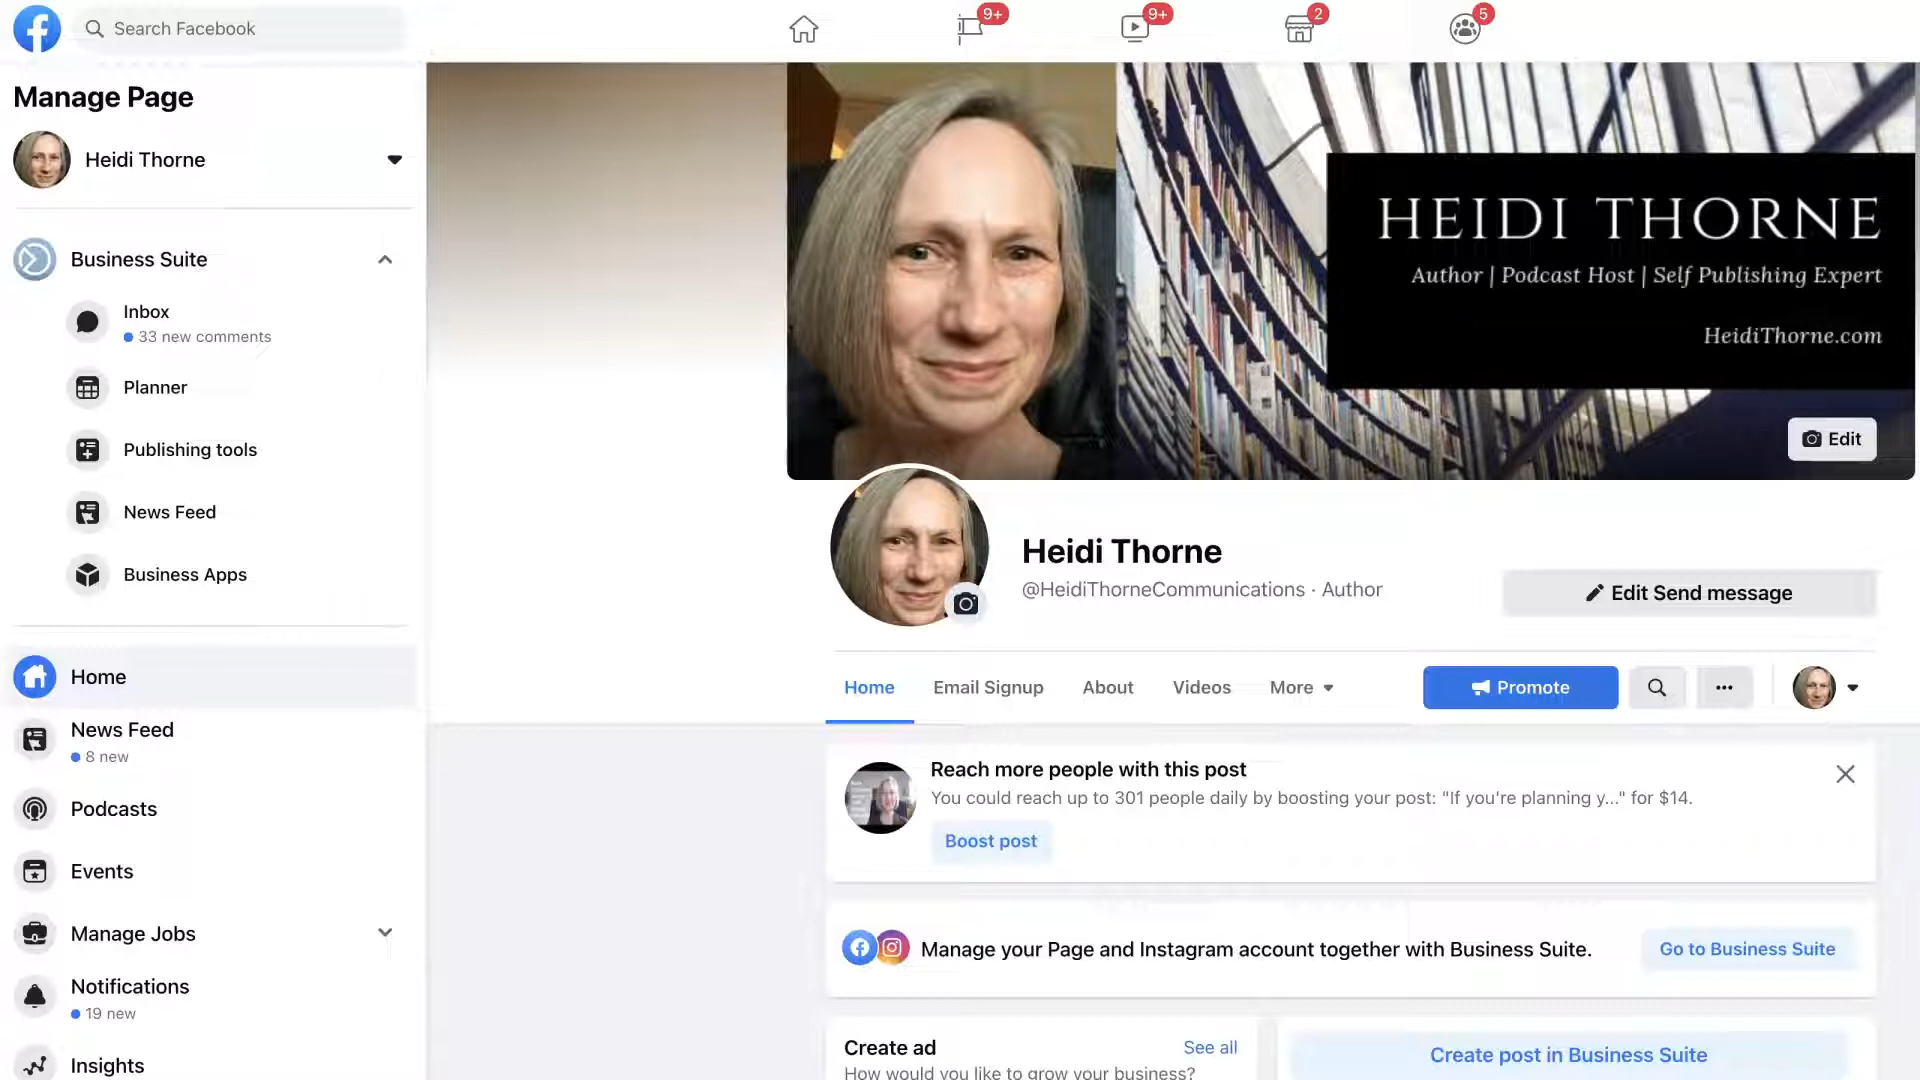 Search Facebook
9+
9+
2
5
Manage Page
Heidi Thorne
Business Suite
Inbox
33 new comments
Planner
Publishing tools
News Feed
Business Apps
Home
News Feed
8 new
Podcasts
Events
Manage Jobs
Notifications
19 new
Insights
HEIDI THORNE
Author | Podcast Host | Self Publishing Expert
HeidiThorne.com
Edit
Heidi Thorne
@HeidiThorneCommunications · Author
Edit Send message
Home Email Signup About Videos More
Promote
Reach more people with this post
You could reach up to 301 people daily by boosting your post: "If you're planning y..." for $14.
Boost post
Manage your Page and Instagram account together with Business Suite.
Go to Business Suite
Create ad
See all
How would you like to grow your business?
Create post in Business Suite